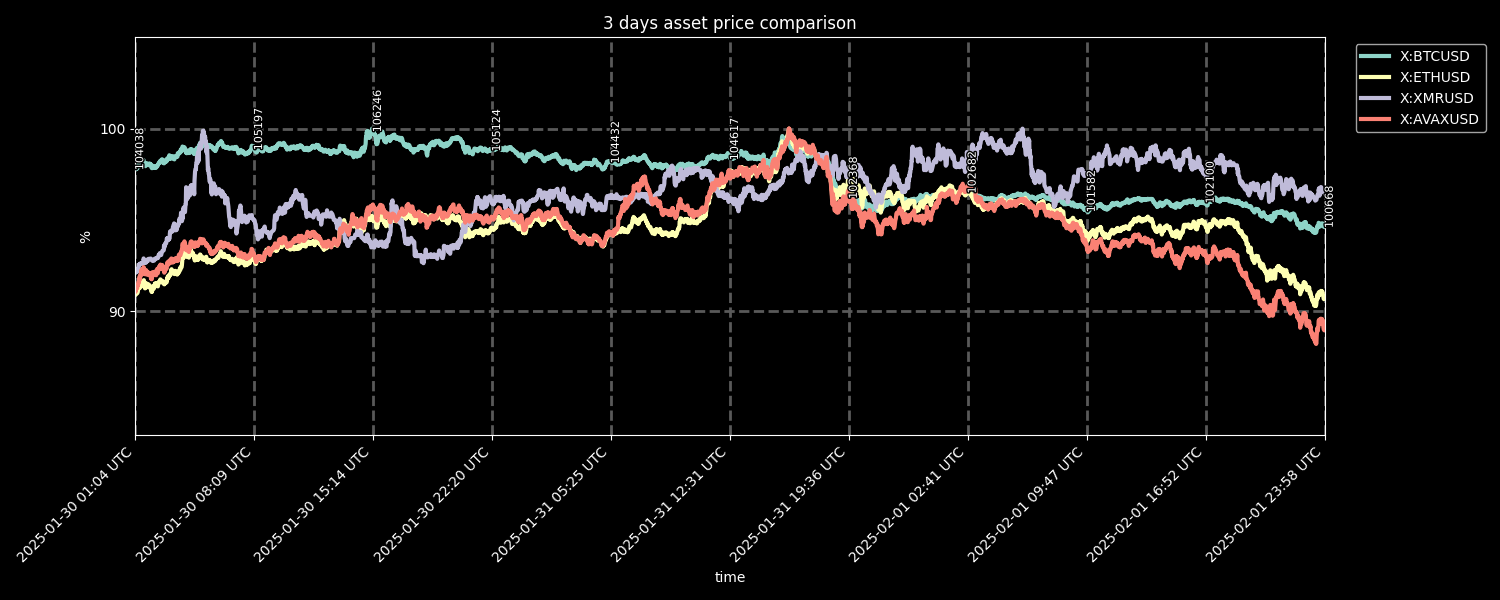 3 days asset price comparison
X:BTCUSD
X:ETHUSD
X:XMRUSD
X:AVAXUSD
%
100
90
104038
105197
106246
105124
104432
104617
102368
102682
101582
102100
100668
2025-01-30 01:04 UTC
2025-01-30 08:09 UTC
2025-01-30 15:14 UTC
2025-01-30 22:20 UTC
2025-01-31 05:25 UTC
2025-01-31 12:31 UTC
2025-01-31 19:36 UTC
2025-02-01 02:41 UTC
2025-02-01 09:47 UTC
2025-02-01 16:52 UTC
2025-02-01 23:58 UTC
time